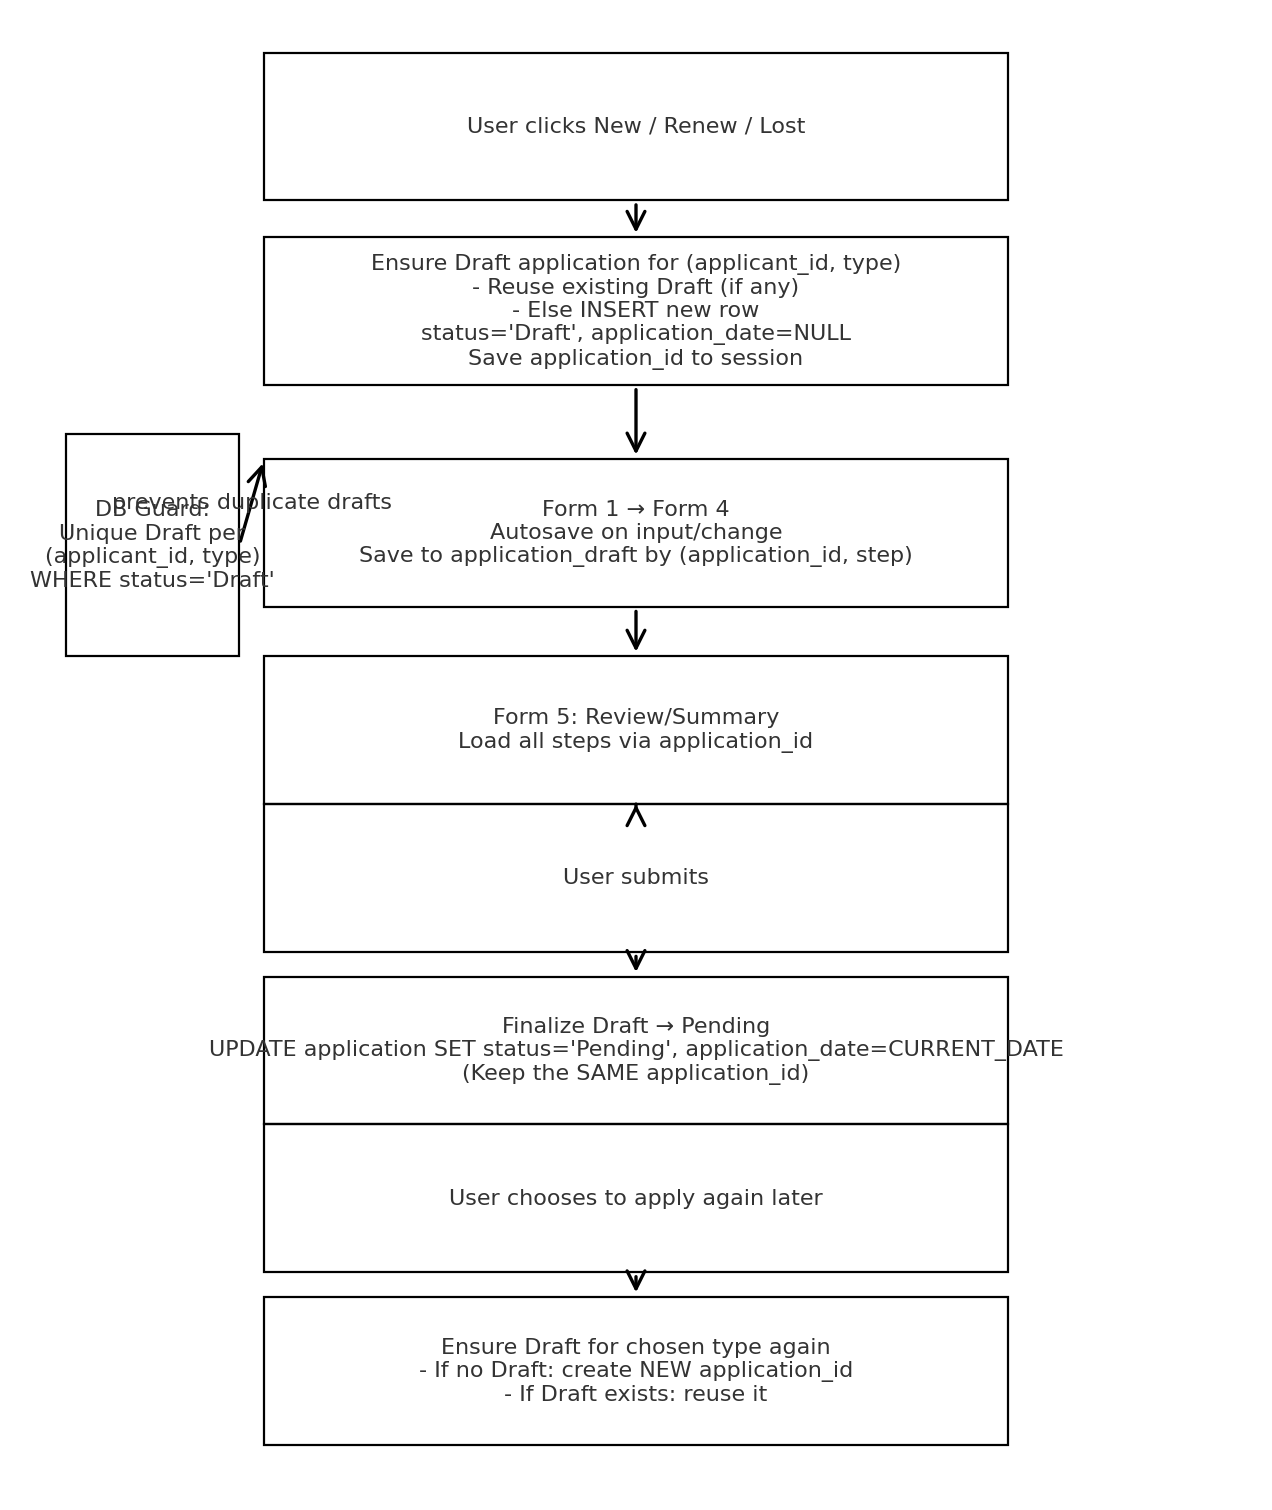 User clicks New / Renew / Lost
Ensure Draft application for (applicant_id, type)
- Reuse existing Draft (if any)
- Else INSERT new row
status='Draft', application_date=NULL
Save application_id to session
prevents duplicate drafts
DB Guard:
Unique Draft per
(applicant_id, type)
WHERE status='Draft'
Form 1 → Form 4
Autosave on input/change
Save to application_draft by (application_id, step)
Form 5: Review/Summary
Load all steps via application_id
User submits
Finalize Draft → Pending
UPDATE application SET status='Pending', application_date=CURRENT_DATE
(Keep the SAME application_id)
User chooses to apply again later
Ensure Draft for chosen type again
- If no Draft: create NEW application_id
- If Draft exists: reuse it